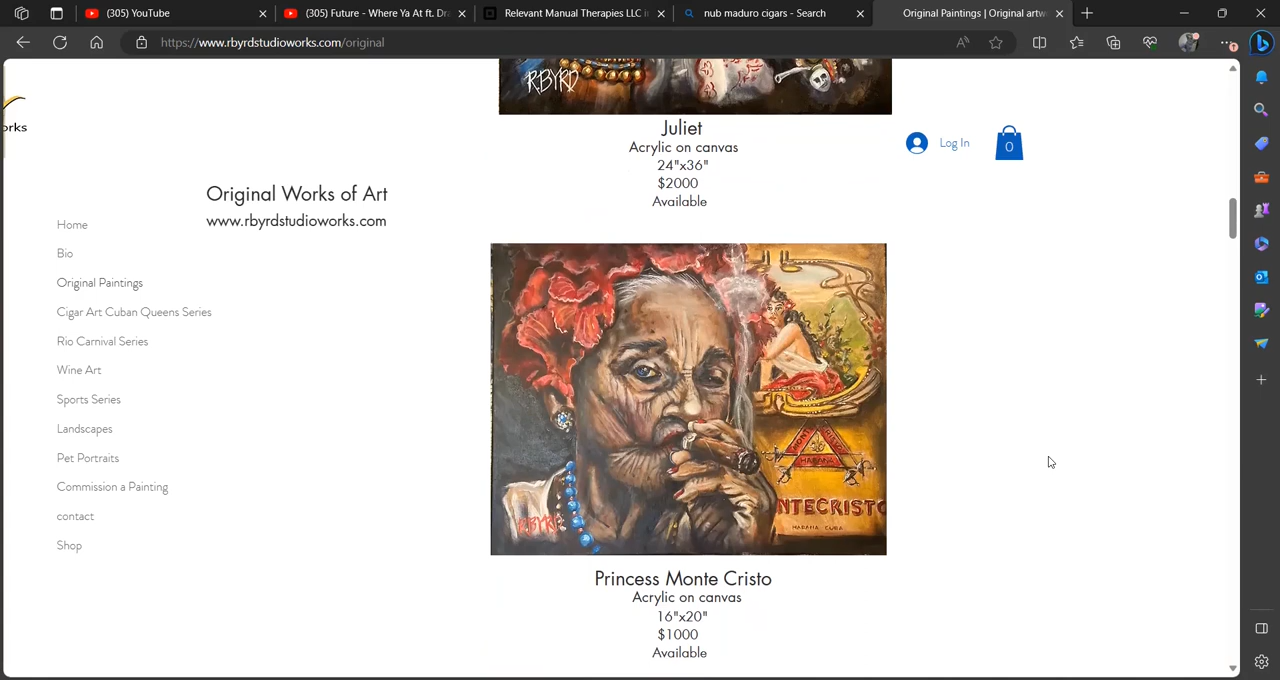 (305) YouTube
(305) Future - Where Ya At ft. Dra
Relevant Manual Therapies LLC i
nub maduro cigars - Search
Original Paintings | Original artw
https://www.rbyrdstudioworks.com/original
orks
RBYRD
Juliet
Acrylic on canvas
24"x36"
$2000
Available
Log In
0
Original Works of Art
www.rbyrdstudioworks.com
Home
Bio
Original Paintings
Cigar Art Cuban Queens Series
Rio Carnival Series
Wine Art
Sports Series
Landscapes
Pet Portraits
Commission a Painting
contact
Shop
HABANA
NTECRISTO
HABANA CUBA
RBYRD
Princess Monte Cristo
Acrylic on canvas
16"x20"
$1000
Available